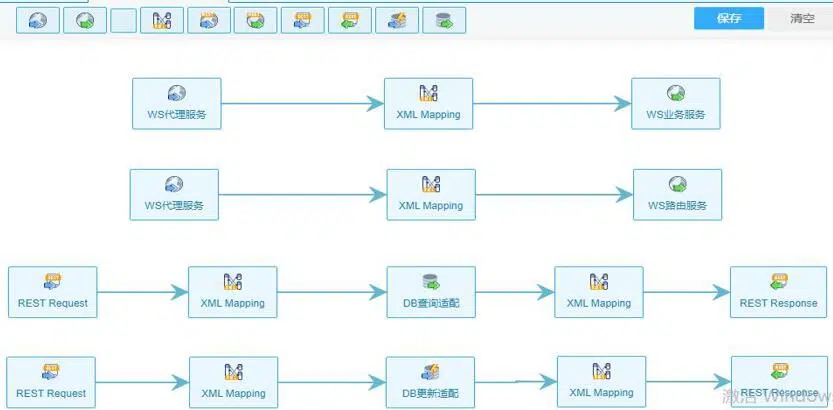 保存
清空
WS代理服务
XML Mapping
WS业务服务
WS代理服务
XML Mapping
WS路由服务
REST Request
XML Mapping
DB查询适配
XML Mapping
REST Response
REST Request
XML Mapping
DB更新适配
XML Mapping
REST Response
激活 Windows